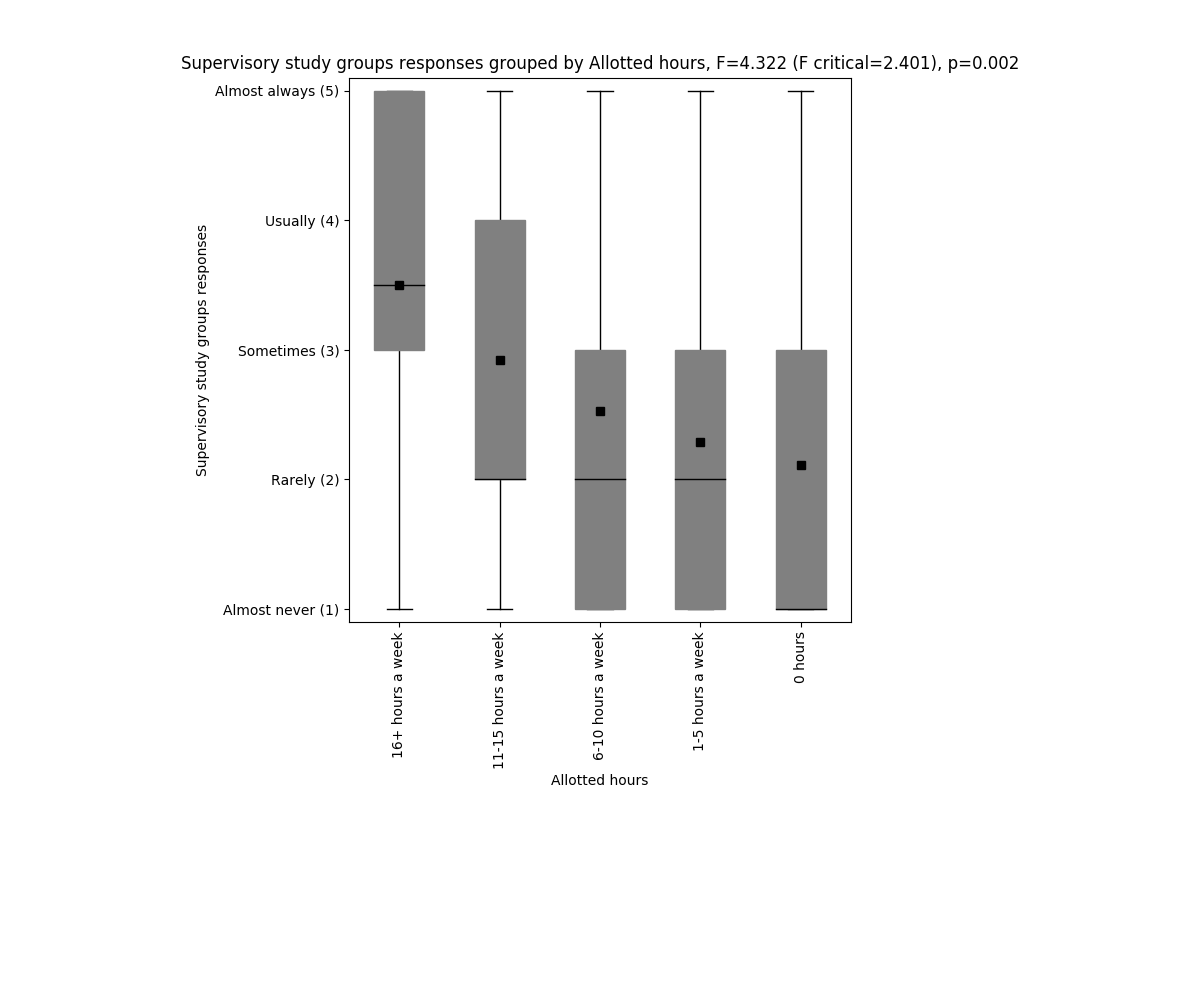 Supervisory study groups responses grouped by Allotted hours, F=4.322 (F critical=2.401), p=0.002
Almost always (5)
Usually (4)
Sometimes (3)
Rarely (2)
Almost never (1)
Supervisory study groups responses
16+ hours a week
11-15 hours a week
6-10 hours a week
1-5 hours a week
0 hours
Allotted hours